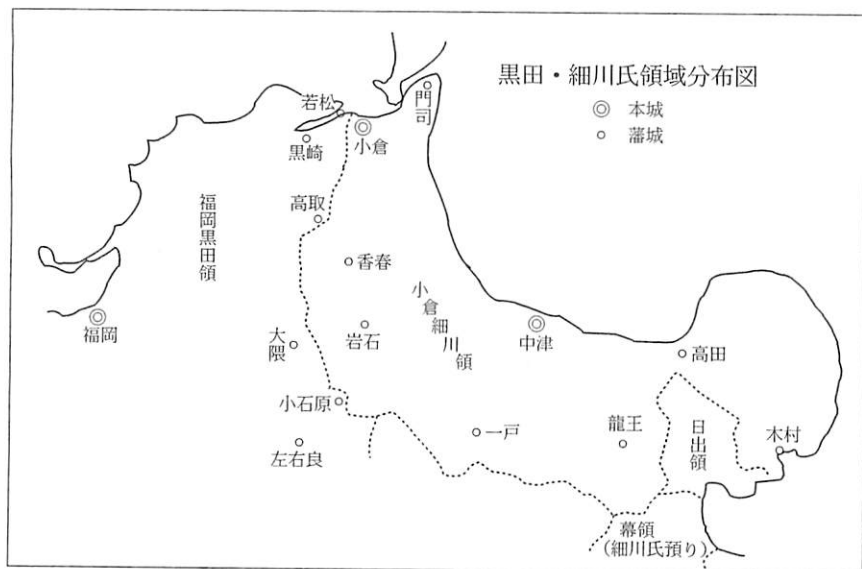 黒田・細川氏領域分布図
◎ 本城
○ 藩城
門司
若松
小倉
黒崎
高取
福岡黒田領
香春
小倉細川領
福岡
大隈
岩石
中津
高田
小石原
一戸
龍王
日出領
木村
左右良
幕領
(細川氏預り)